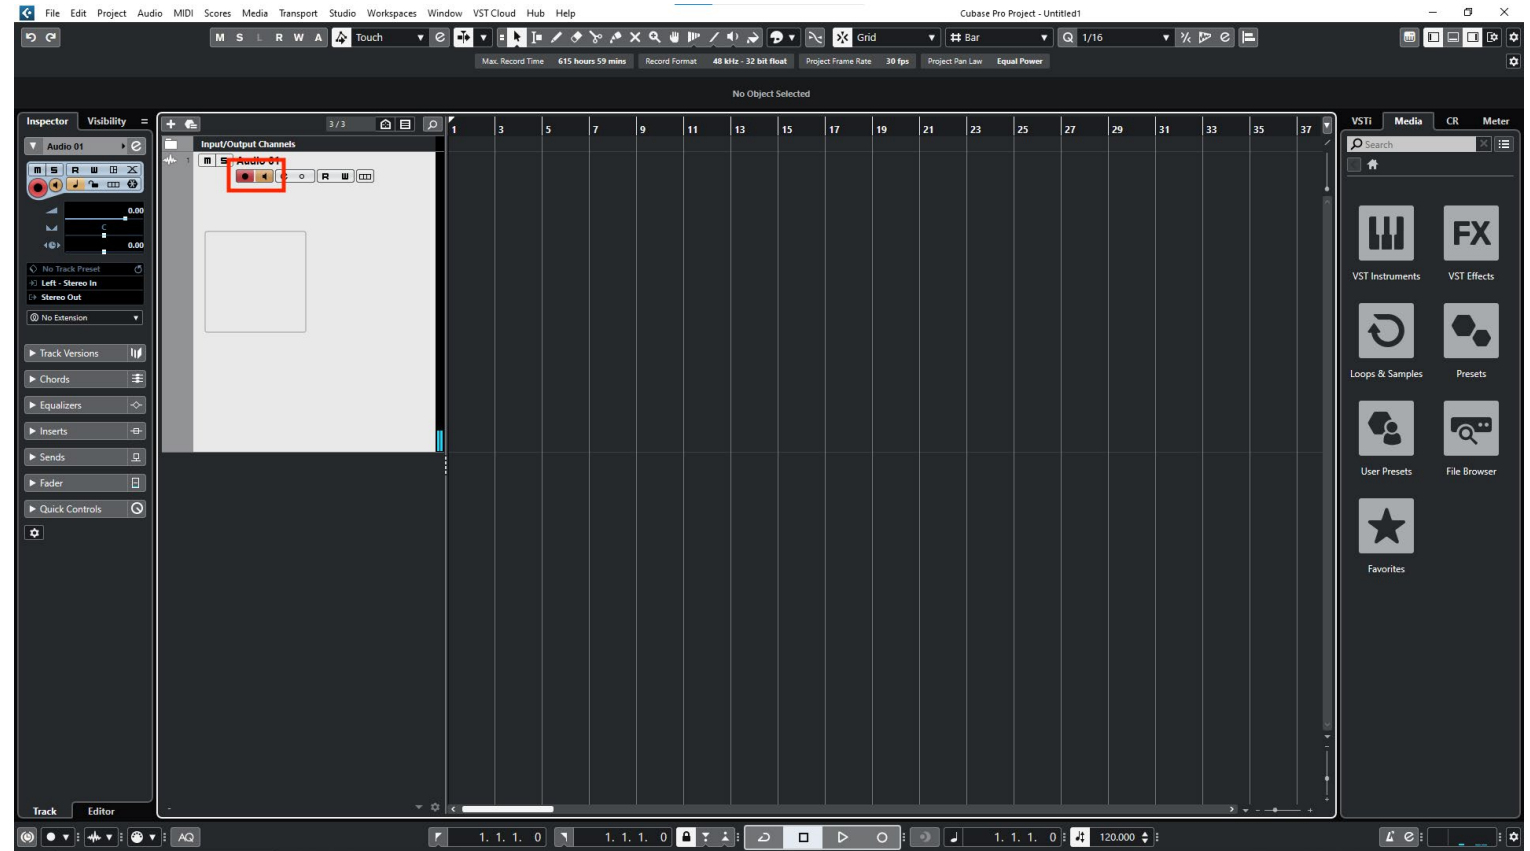 File Edit Project Audio MIDI Scores Media Transport Studio Workspaces Window VST Cloud Hub Help
Cubase Pro Project - Untitled1
M S L R W A Touch Grid Bar Q 1/16
Max. Record Time 615 hours 59 mins Record Format 48 kHz - 32 bit float Project Frame Rate 30 fps Project Pan Law Equal Power
No Object Selected
Inspector Visibility
3 / 3
1 3 5 7 9 11 13 15 17 19 21 23 25 27 29 31 33 35 37
VSTi Media CR Meter
Audio 01
Input/Output Channels
Search
1 m S Audio 01
m S R W
R W
0.00
C
0.00
No Track Preset
Left - Stereo In
Stereo Out
No Extension
Track Versions
Chords
Equalizers
Inserts
Sends
Fader
Quick Controls
FX
VST Instruments VST Effects
Loops & Samples Presets
User Presets File Browser
Favorites
Track Editor
AQ
1. 1. 1. 0
1. 1. 1. 0
1. 1. 1. 0
120.000